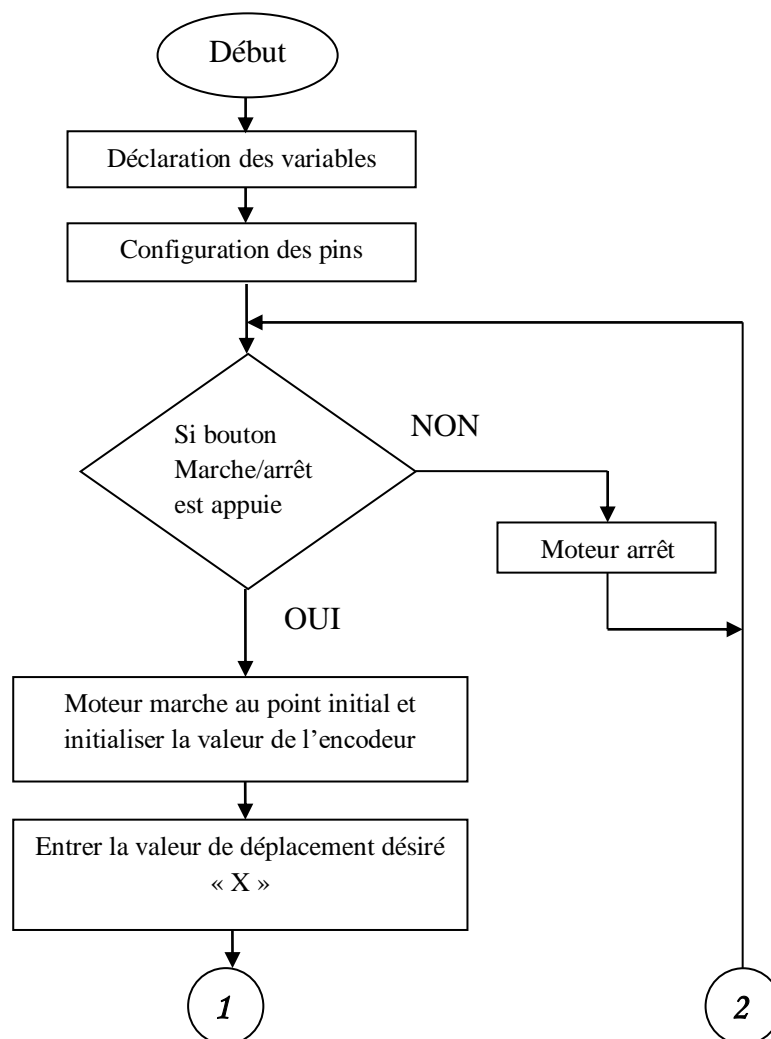 Début
Déclaration des variables
Configuration des pins
Si bouton
Marche/arrêt
est appuie
NON
Moteur arrêt
OUI
Moteur marche au point initial et
initialiser la valeur de l’encodeur
Entrer la valeur de déplacement désiré
« X »
1
2